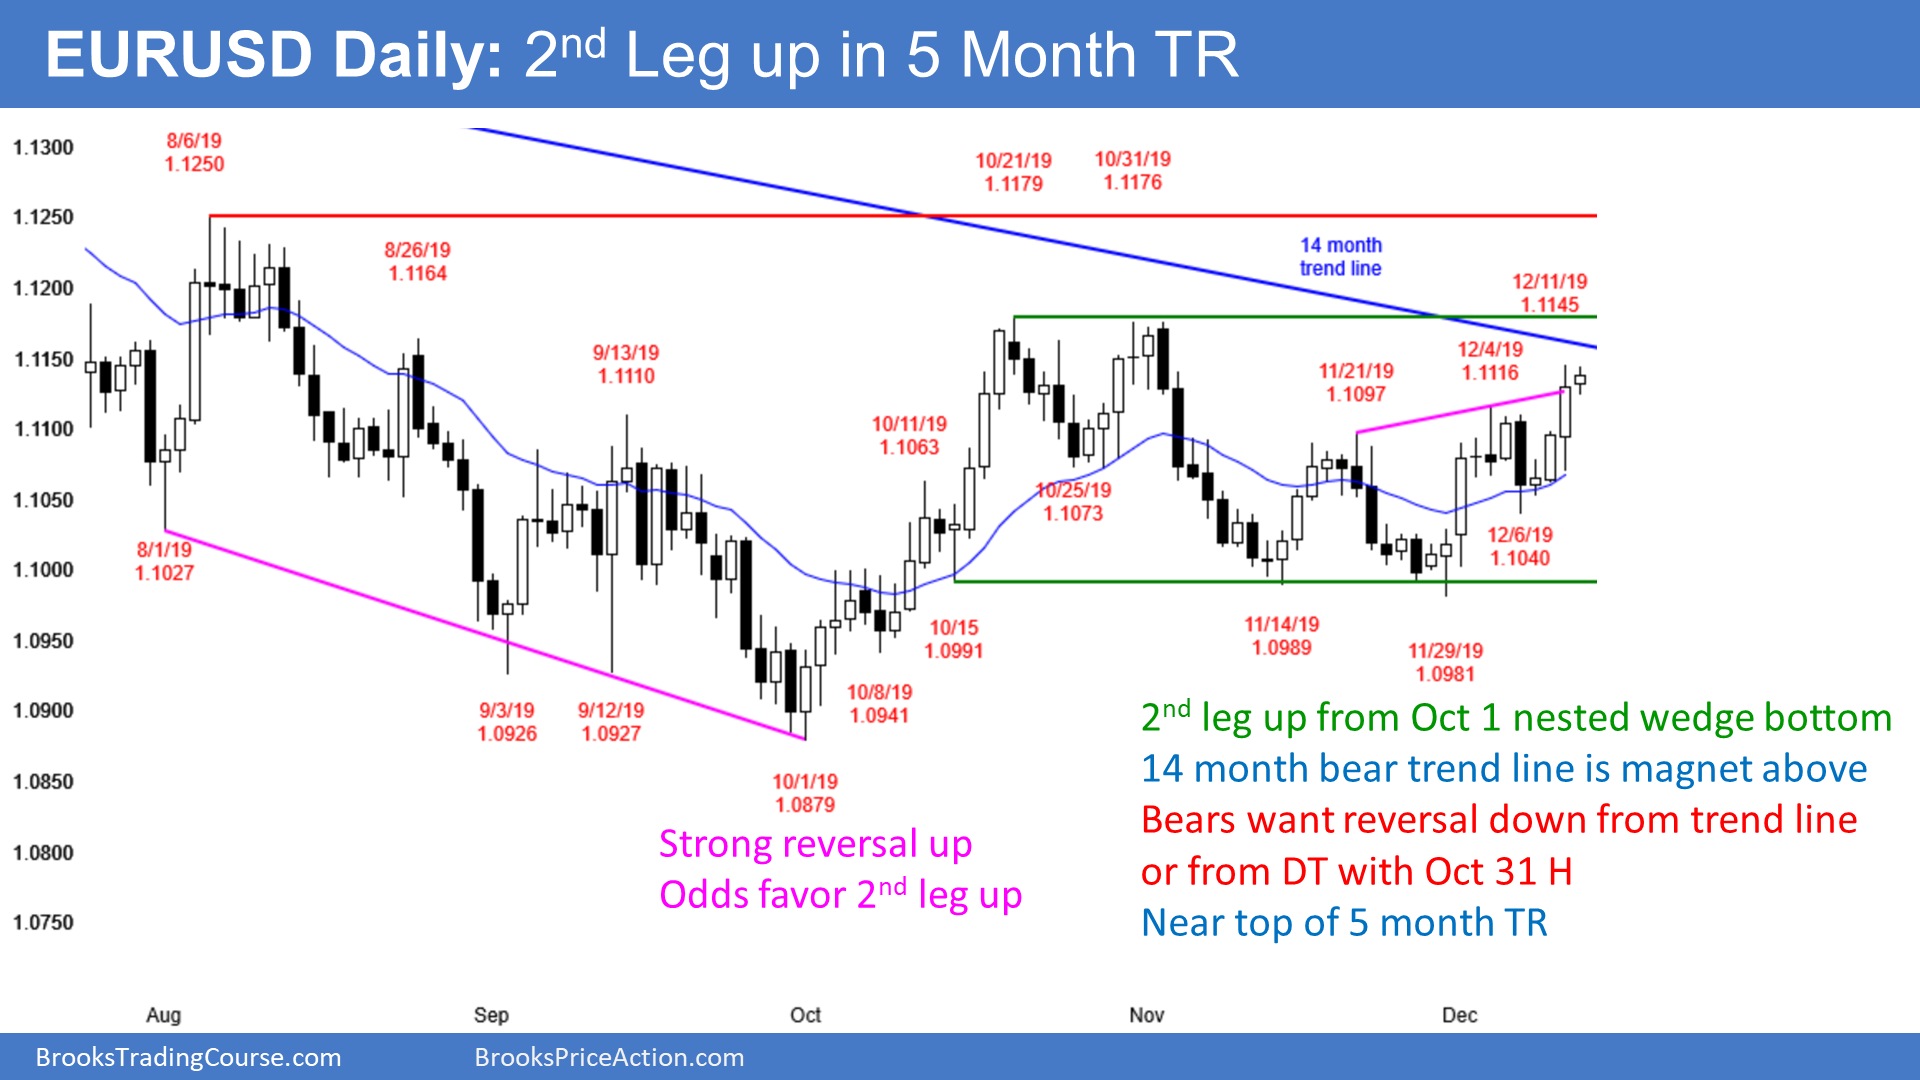 EURUSD Daily: 2nd Leg up in 5 Month TR
1.1300
1.1250
1.1200
1.1150
1.1100
1.1050
1.1000
1.0950
1.0900
1.0850
1.0800
1.0750
8/6/19
1.1250
8/26/19
1.1164
9/13/19
1.1110
10/11/19
1.1063
10/21/19
1.1179
10/31/19
1.1176
14 month
trend line
12/11/19
1.1145
12/4/19
1.1116
11/21/19
1.1097
10/25/19
1.1073
8/1/19
1.1027
9/3/19
1.0926
9/12/19
1.0927
10/1/19
1.0879
10/8/19
1.0941
10/15
1.0991
11/14/19
1.0989
11/29/19
1.0981
12/6/19
1.1040
Strong reversal up
Odds favor 2nd leg up
2nd leg up from Oct 1 nested wedge bottom
14 month bear trend line is magnet above
Bears want reversal down from trend line
or from DT with Oct 31 H
Near top of 5 month TR
Aug
Sep
Oct
Nov
Dec
BrooksTradingCourse.com
BrooksPriceAction.com